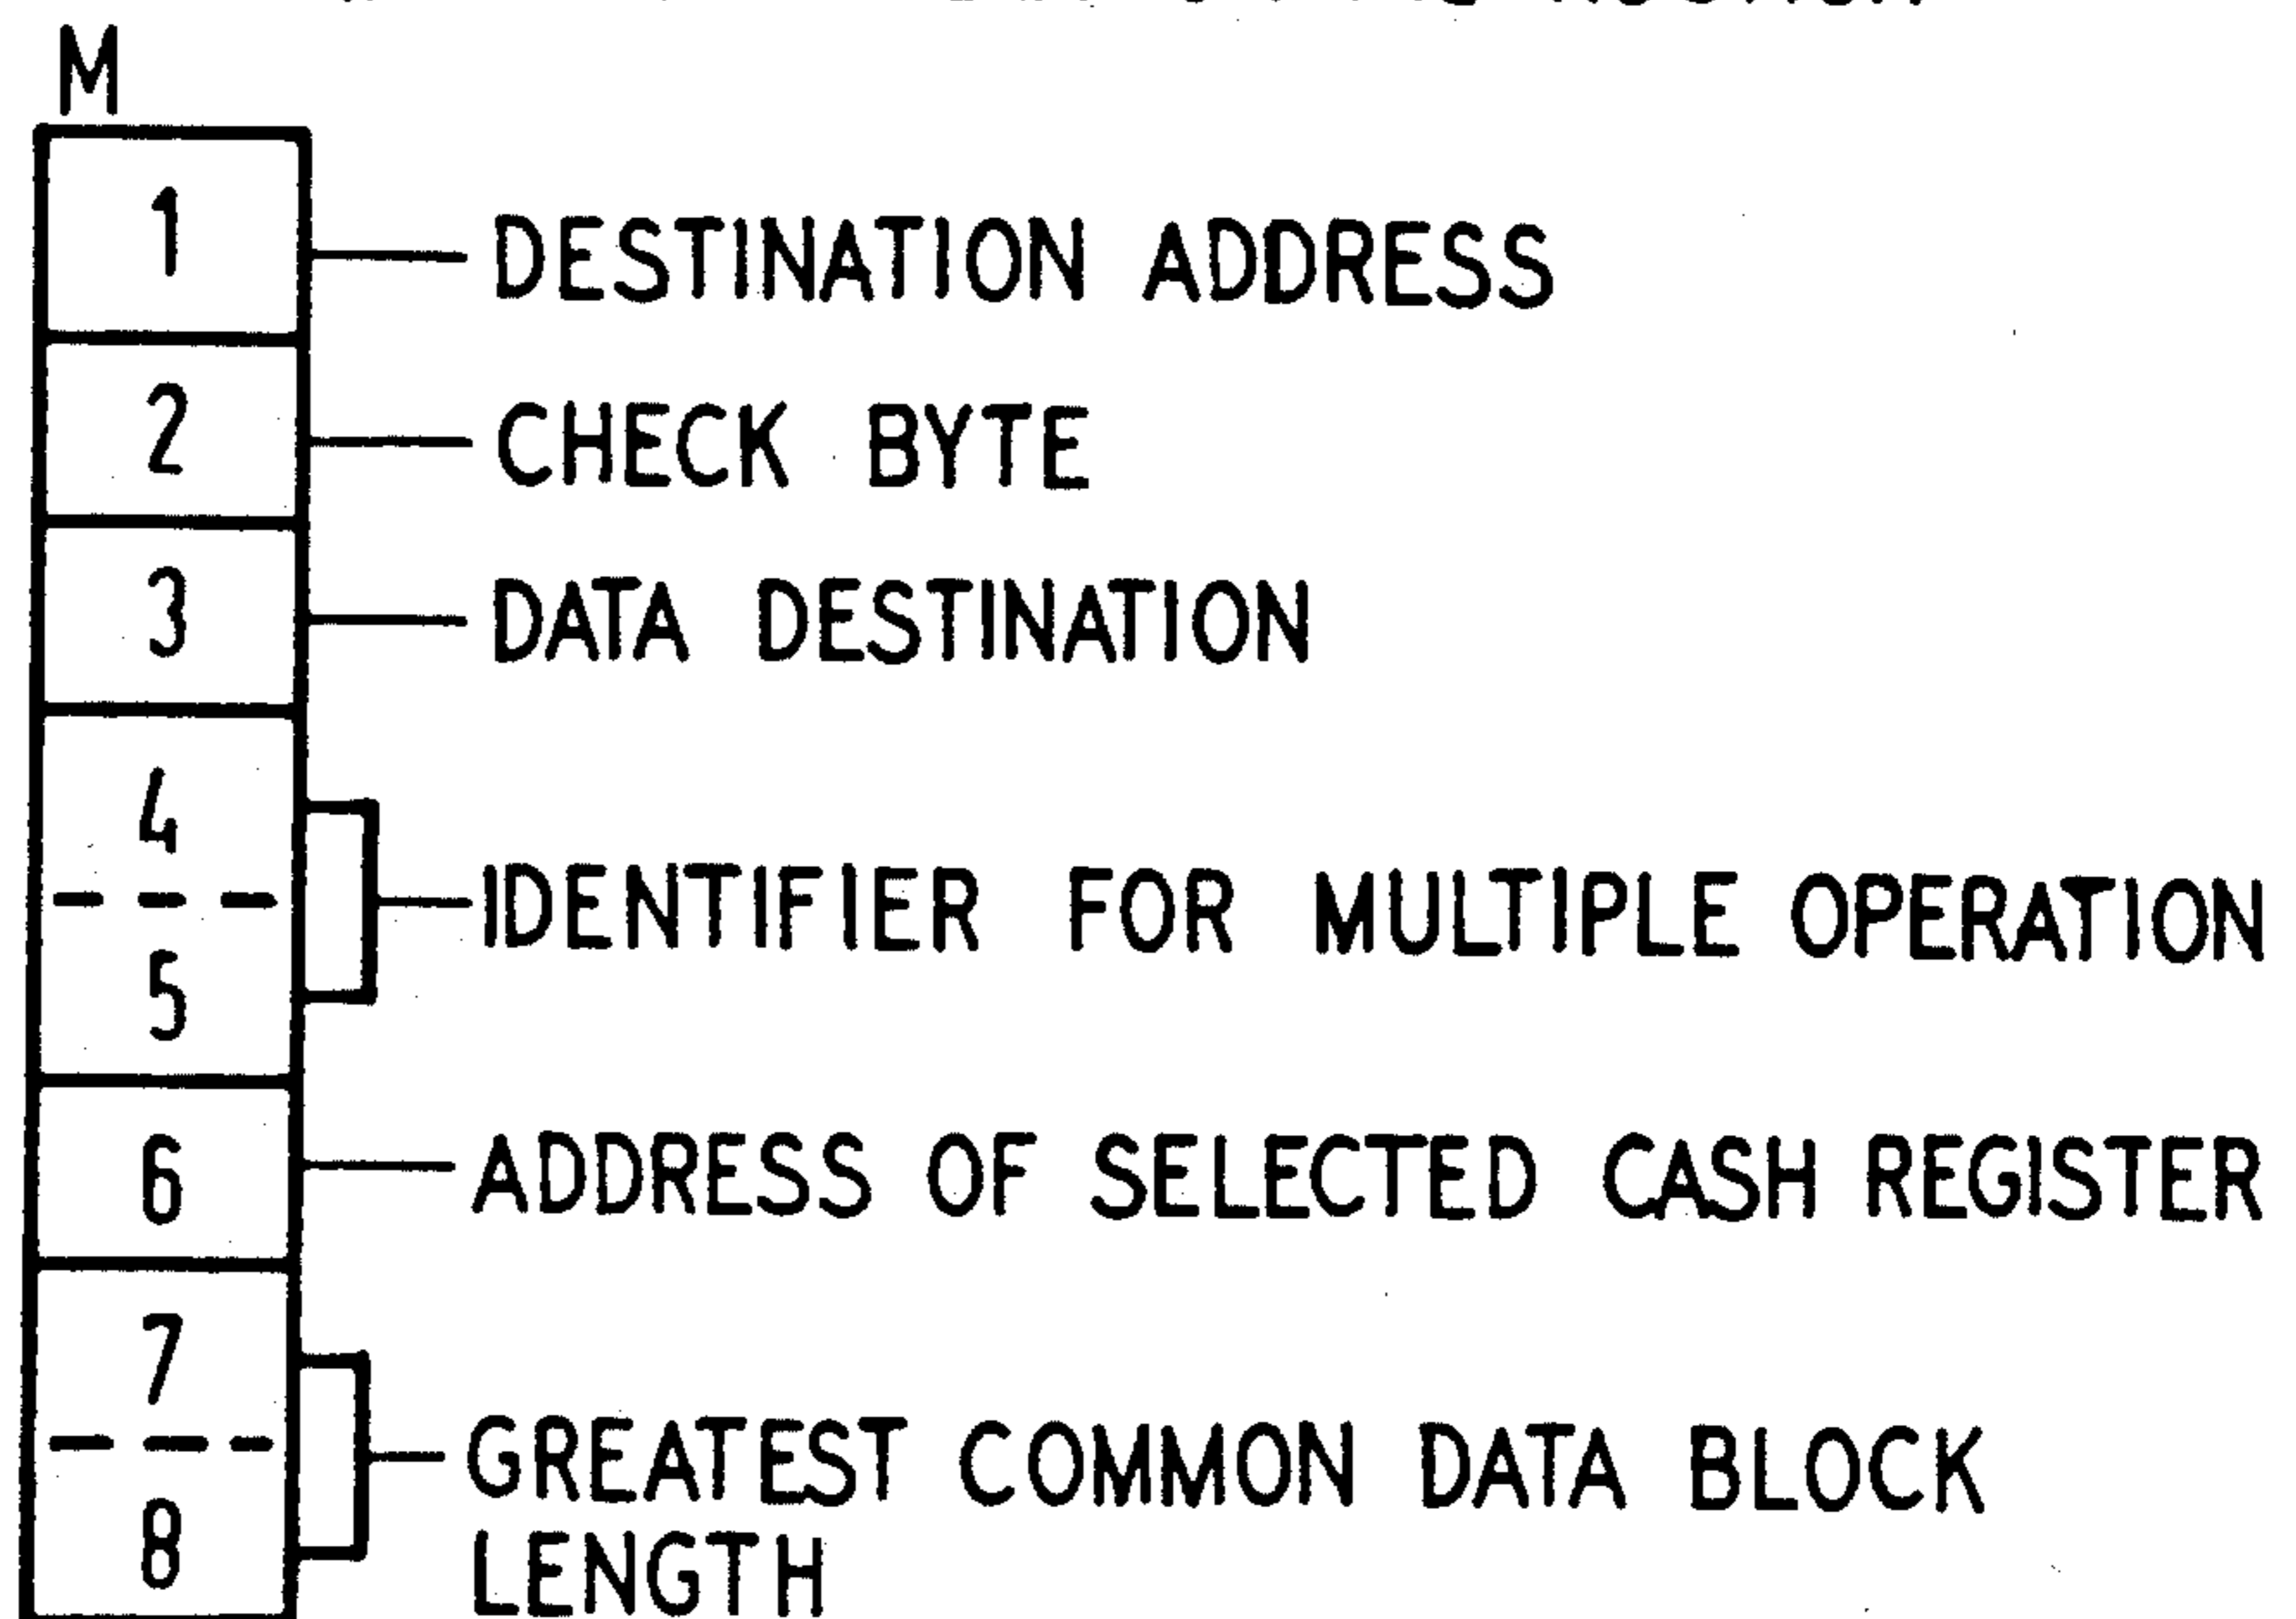 M
1 DESTINATION ADDRESS
2 CHECK BYTE
3 DATA DESTINATION
4
IDENTIFIER FOR MULTIPLE OPERATION
5
6 ADDRESS OF SELECTED CASH REGISTER
7
GREATEST COMMON DATA BLOCK
8 LENGTH